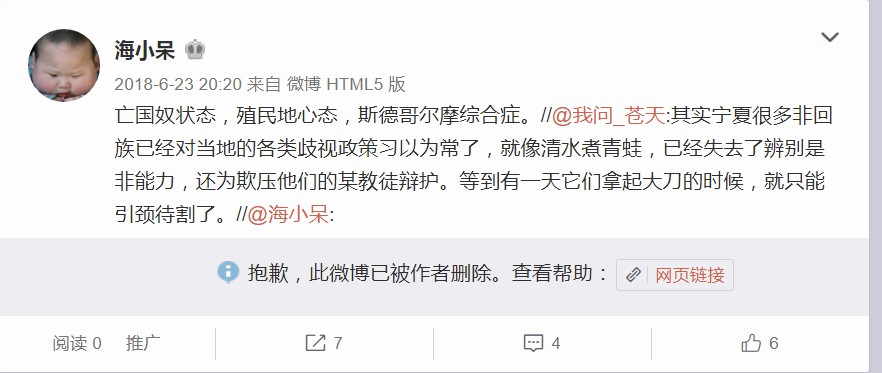 海小呆
2018-6-23 20:20 来自 微博 HTML5 版
亡国奴状态，殖民地心态，斯德哥尔摩综合症。//@我问_苍天:其实宁夏很多非回
族已经对当地的各类歧视政策习以为常了，就像清水煮青蛙，已经失去了辨别是
非能力，还为欺压他们的某教徒辩护。等到有一天它们拿起大刀的时候，就只能
引颈待割了。//@海小呆:
抱歉，此微博已被作者删除。查看帮助： 网页链接
阅读 0 推广 7 4 6